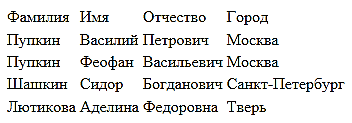 Фамилия Имя Отчество Город
Пупкин Василий Петрович Москва
Пупкин Феофан Васильевич Москва
Шашкин Сидор Богданович Санкт-Петербург
Лютикова Аделина Федоровна Тверь